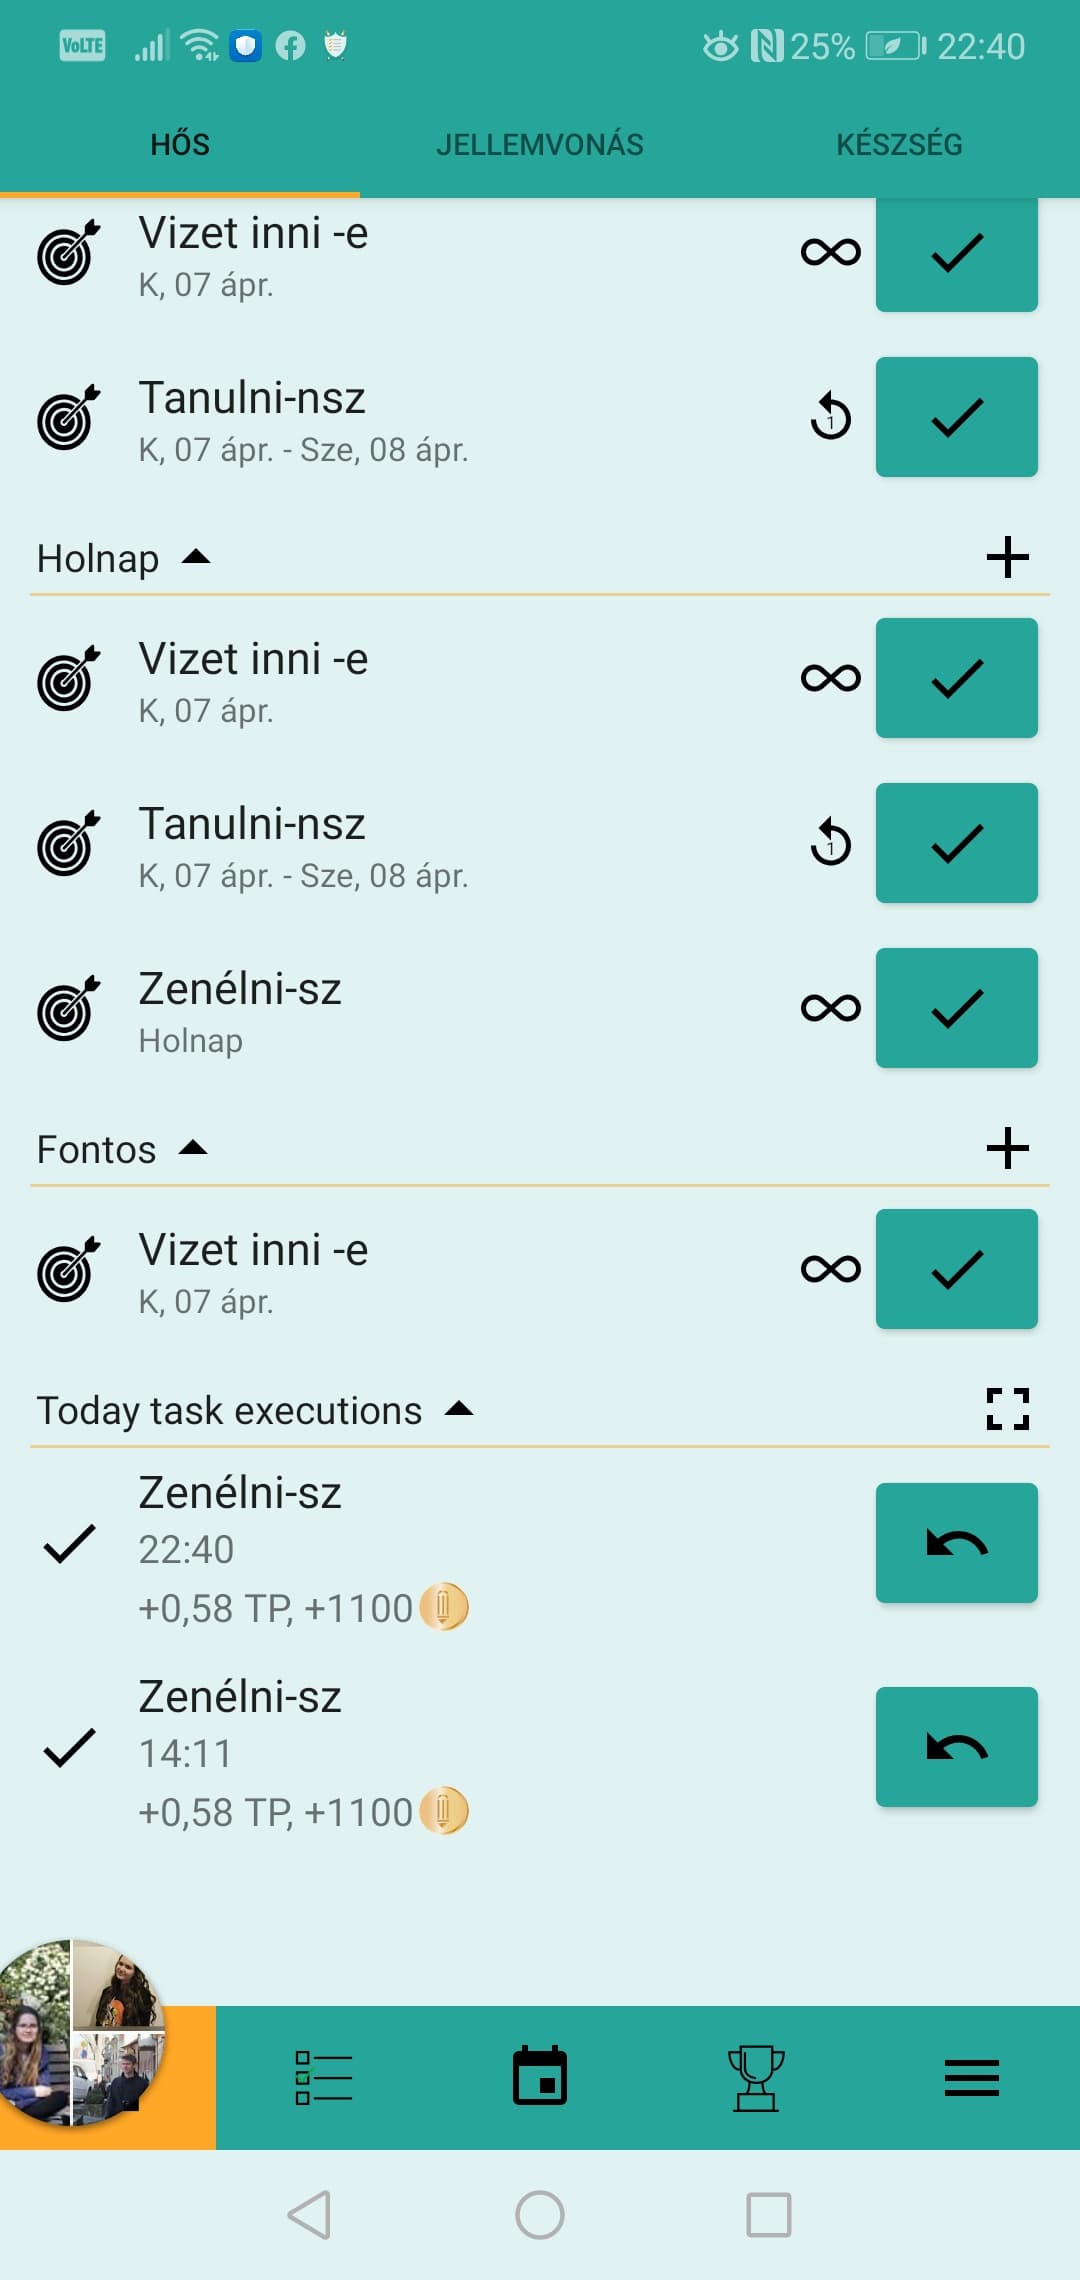 VoLTE 25% 22:40
HŐS JELLEMVONÁS KÉSZSÉG
Vizet inni -e
K, 07 ápr.
Tanulni-nsz
K, 07 ápr. - Sze, 08 ápr.
1
Holnap
Vizet inni -e
K, 07 ápr.
Tanulni-nsz
K, 07 ápr. - Sze, 08 ápr.
1
Zenélni-sz
Holnap
Fontos
Vizet inni -e
K, 07 ápr.
Today task executions
Zenélni-sz
22:40
+0,58 TP, +1100
Zenélni-sz
14:11
+0,58 TP, +1100